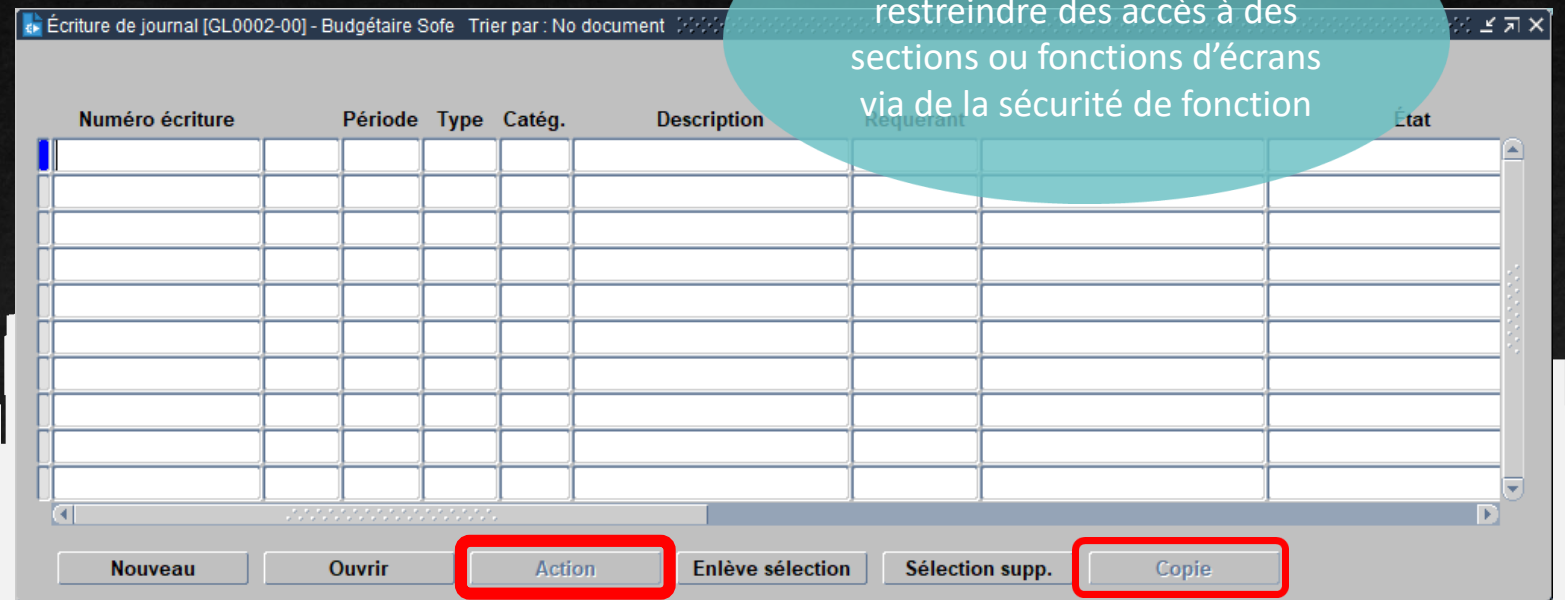 restreindre des accès à des
sections ou fonctions d’écrans
via de la sécurité de fonction
Écriture de journal [GL0002-00] - Budgétaire Sofe Trier par : No document
Numéro écriture Période Type Catég. Description Requérant État
Nouveau Ouvrir Action Enlève sélection Sélection supp. Copie